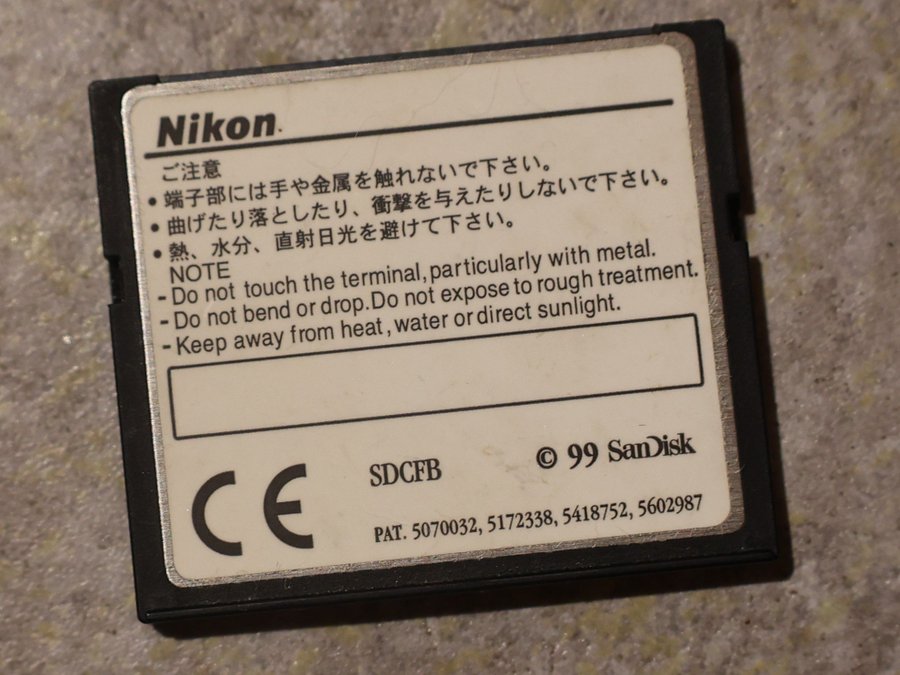 Nikon
ご注意
• 端子部には手や金属を触れないで下さい。
• 曲げたり落としたり、衝撃を与えたりしないで下さい。
• 熱、水分、直射日光を避けて下さい。
NOTE
- Do not touch the terminal, particularly with metal.
- Do not bend or drop. Do not expose to rough treatment.
- Keep away from heat, water or direct sunlight.
CE SDCFB © 99 SanDisk
PAT. 5070032, 5172338, 5418752, 5602987